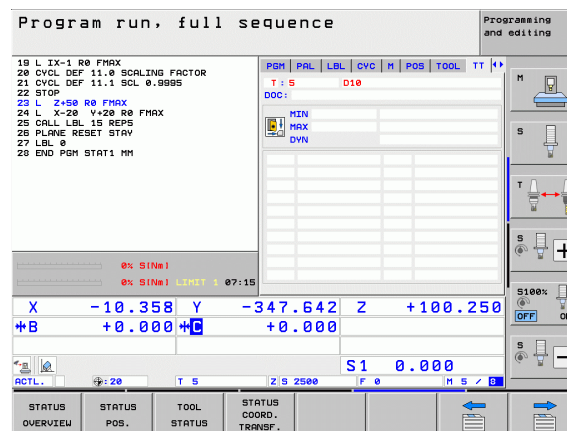 Program run, full sequence
Programming
and editing
19 L IX-1 R0 FMAX
20 CYCL DEF 11.0 SCALING FACTOR
21 CYCL DEF 11.1 SCL 0.9995
22 STOP
23 L Z+50 R0 FMAX
24 L X-20 Y+20 R0 FMAX
25 CALL LBL 15 REP5
26 PLANE RESET STAY
27 LBL 0
28 END PGM STAT1 MM
PGM PAL LBL CYC M POS TOOL TT
T : 5 D10
DOC:
MIN
MAX
DYN
0% S[Nm]
0% S[Nm] LIMIT 1 07:15
X -10.358 Y -347.642 Z +100.250
B +0.000 C +0.000
S1 0.000
ACTL. : 20 T 5 Z S 2500 F 0 M 5 / 8
M
S
T
S
S100%
OFF
S
STATUS OVERVIEW
STATUS POS.
TOOL STATUS
STATUS COORD. TRANSF.